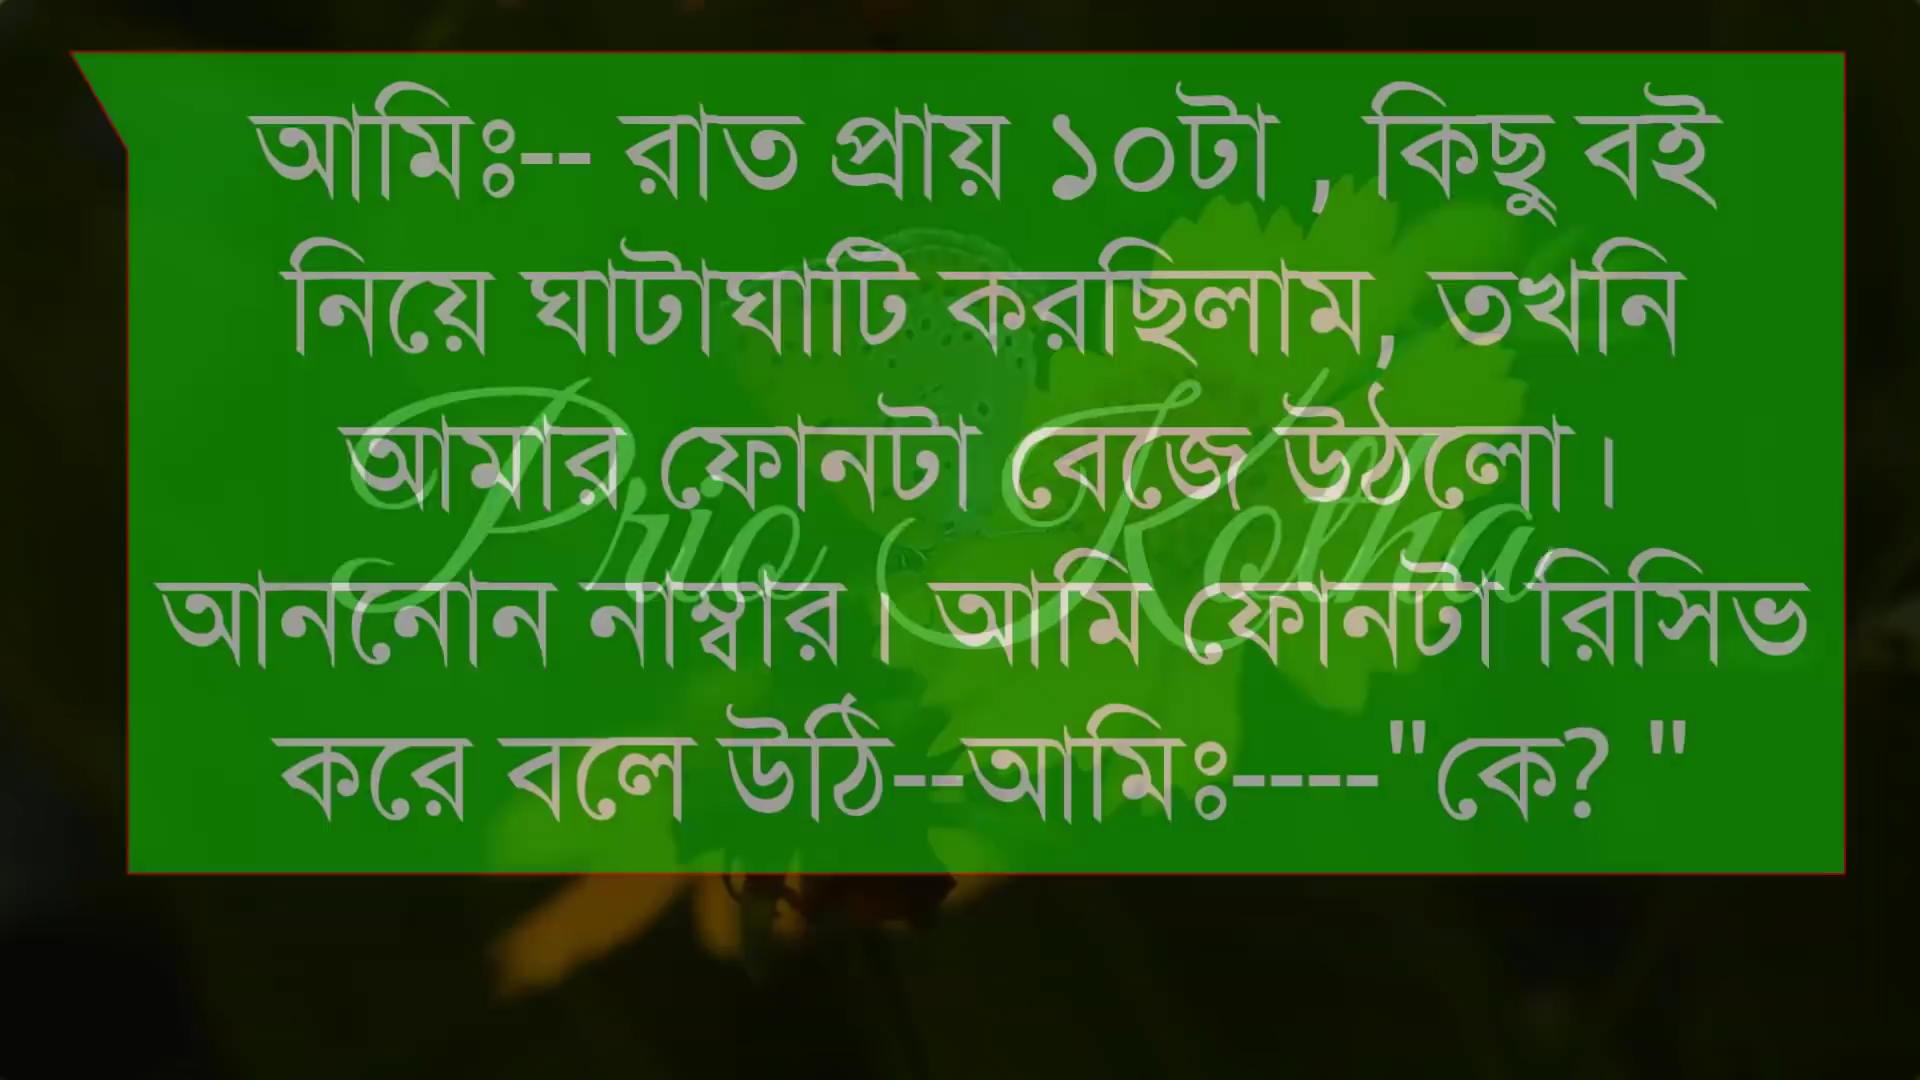 আমিঃ-- রাত প্রায় ১০টা , কিছু বই
নিয়ে ঘাটাঘাটি করছিলাম, তখনি
আমার ফোনটা বেজে উঠলো।
Prio Kotha
আননোন নাম্বার। আমি ফোনটা রিসিভ
করে বলে উঠি--আমিঃ----"কে? "